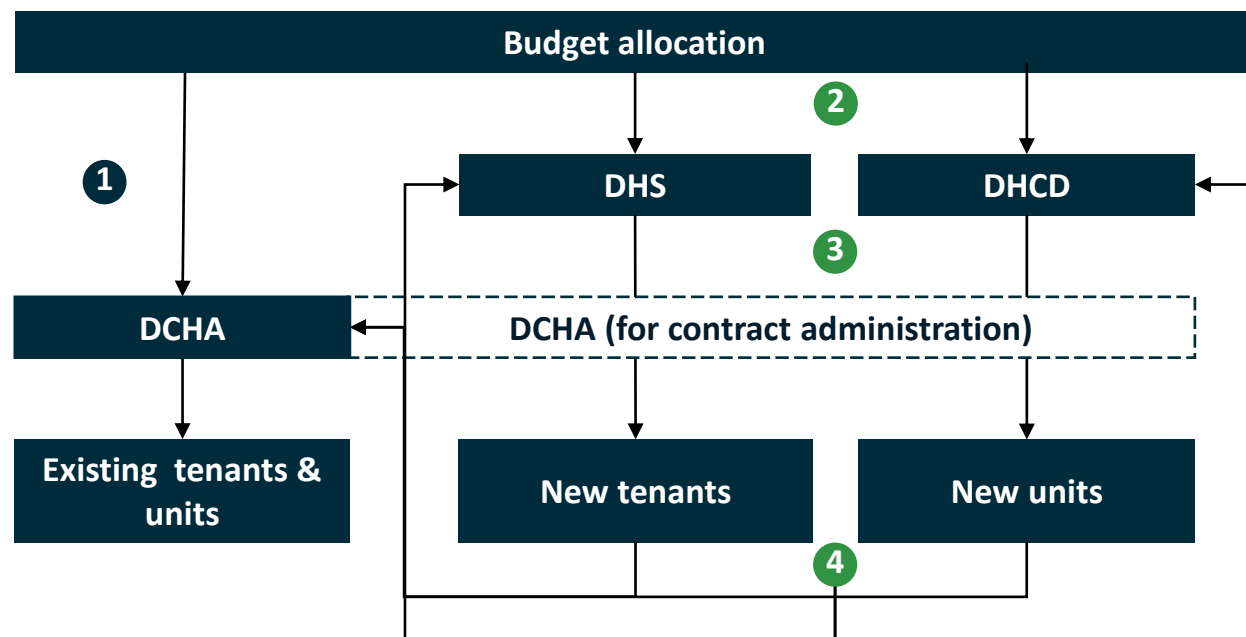 Budget allocation
2
1
DHS
DHCD
3
DCHA
DCHA (for contract administration)
Existing tenants &
units
New tenants
New units
4